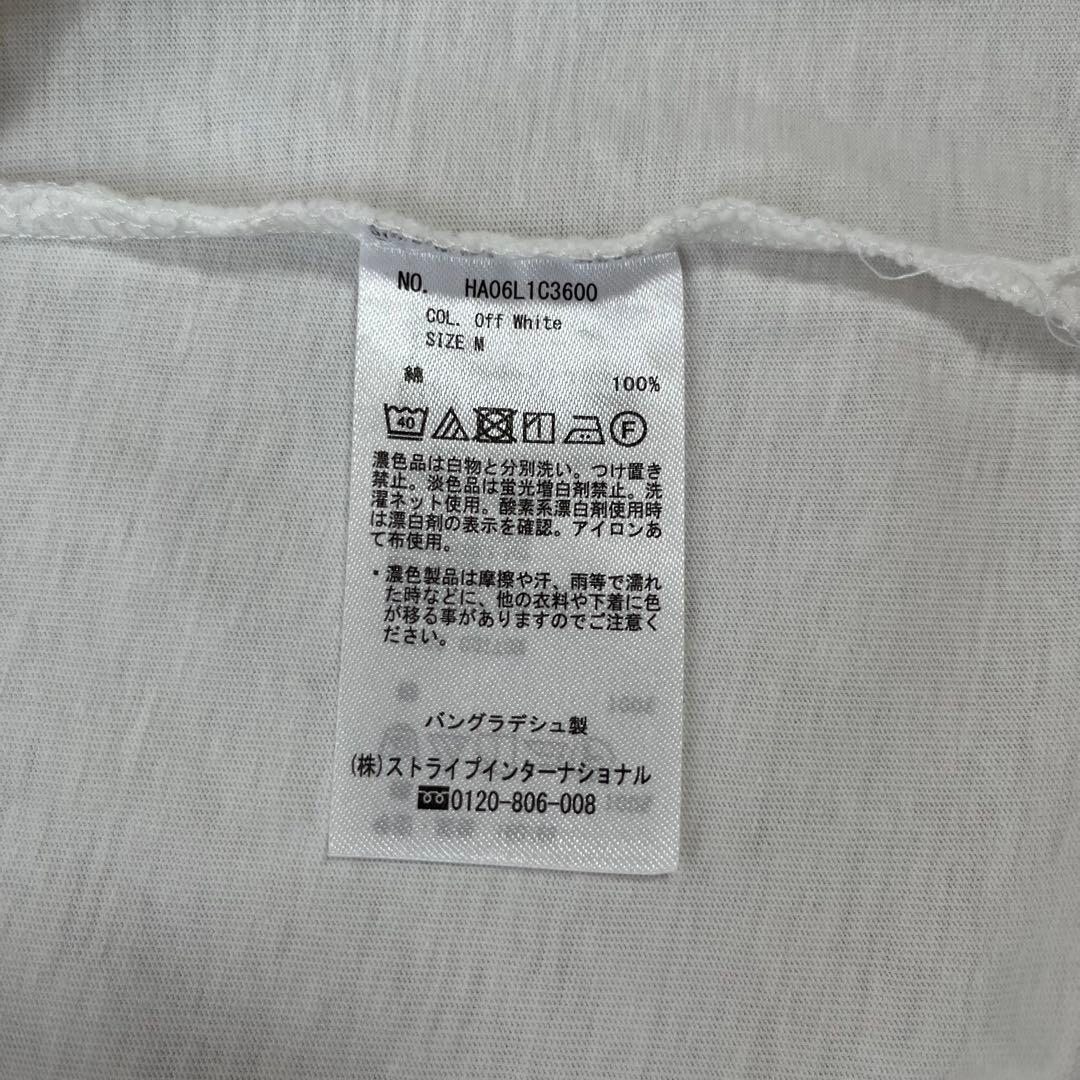 NO. HA06L1C3600
COL. Off White
SIZE M
綿 100%
40 F
濃色品は白物と分別洗い。つけ置き
禁止。淡色品は蛍光増白剤禁止。洗
濯ネット使用。酸素系漂白剤使用時
は漂白剤の表示を確認。アイロンあ
て布使用。
・濃色製品は摩擦や汗、雨等で濡れ
た時などに、他の衣料や下着に色
が移る事がありますのでご注意く
ださい。
バングラデシュ製
(株)ストライプインターナショナル
0120-806-008